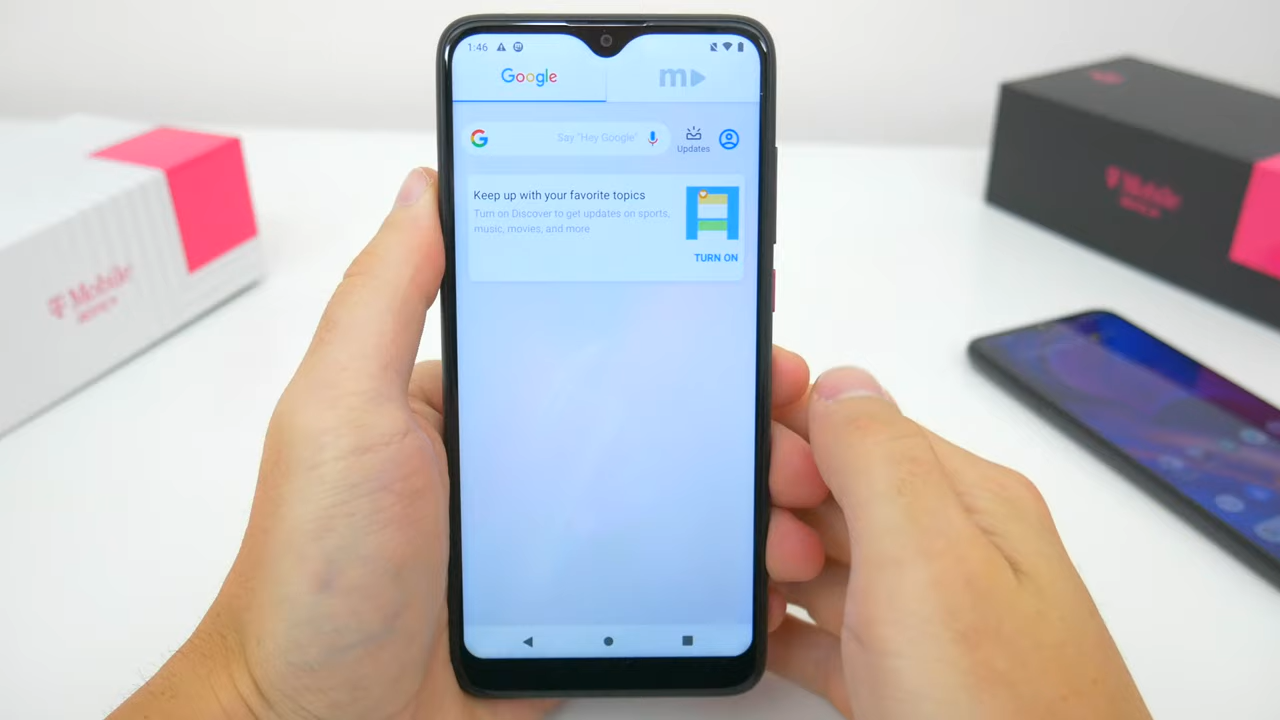 1:46
Google
m
G
Say "Hey Google"
Updates
Keep up with your favorite topics
Turn on Discover to get updates on sports,
music, movies, and more
TURN ON
T Mobile
T Mobile